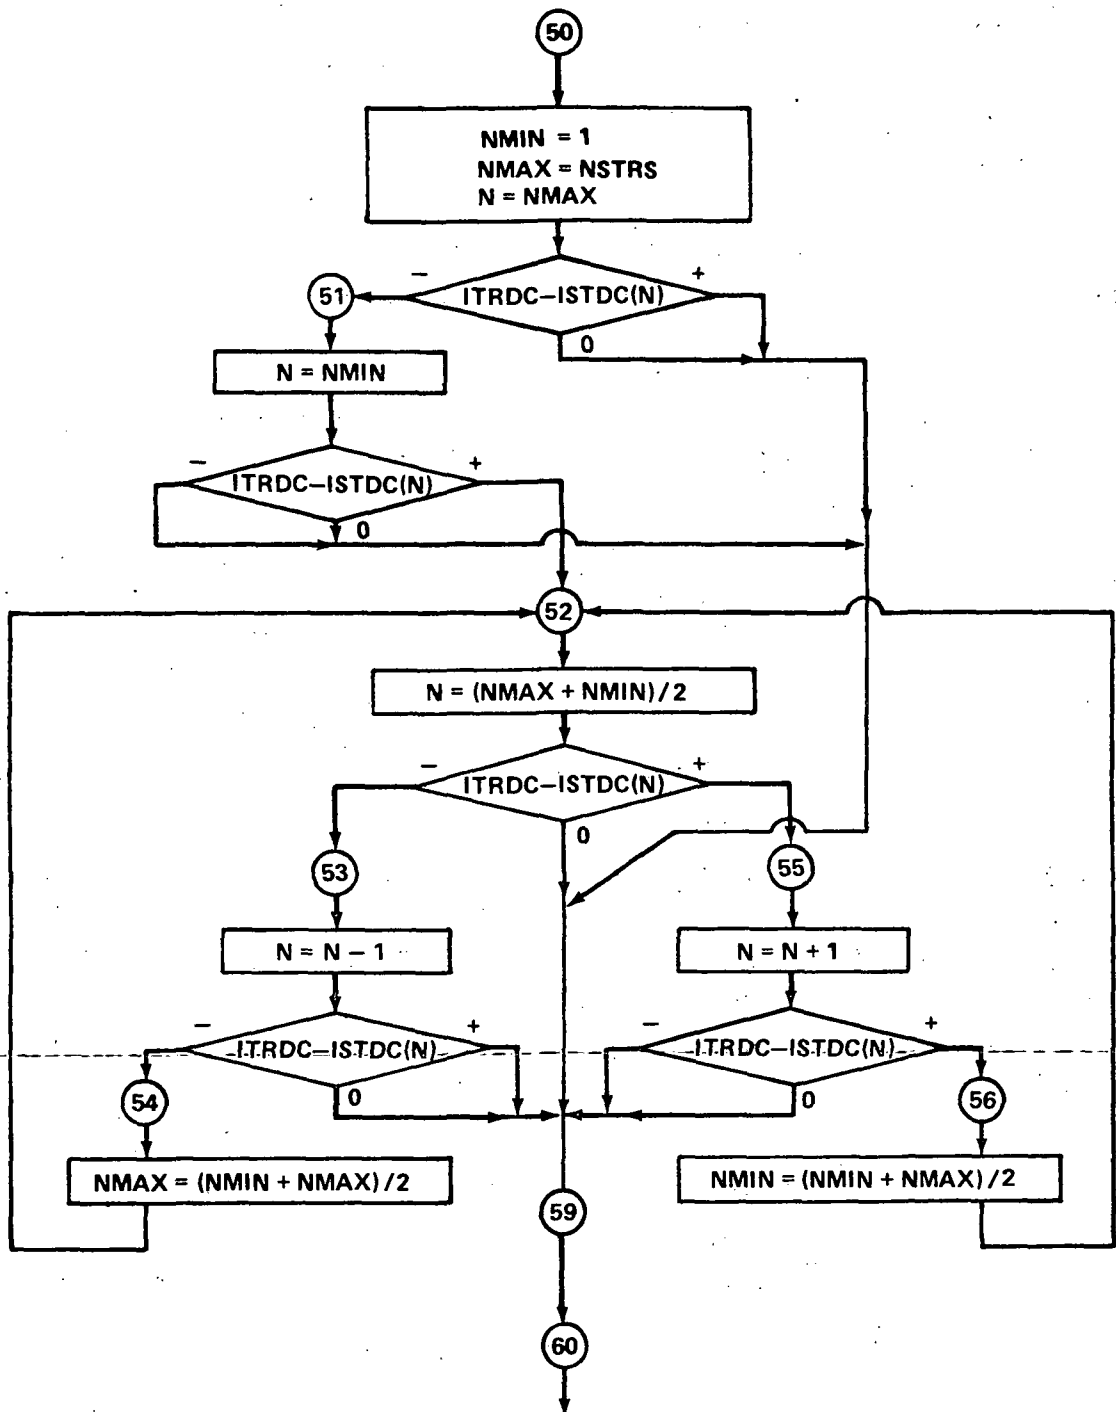 50
NMIN = 1
NMAX = NSTRS
N = NMAX
− +
ITRDC−ISTDC(N)
51
0
N = NMIN
− +
ITRDC−ISTDC(N)
0
52
N = (NMAX + NMIN)/2
− +
ITRDC−ISTDC(N)
0
53
55
N = N − 1
N = N + 1
− +
ITRDC−ISTDC(N)
0
− +
ITRDC−ISTDC(N)
0
54
56
NMAX = (NMIN + NMAX)/2
NMIN = (NMIN + NMAX)/2
59
60